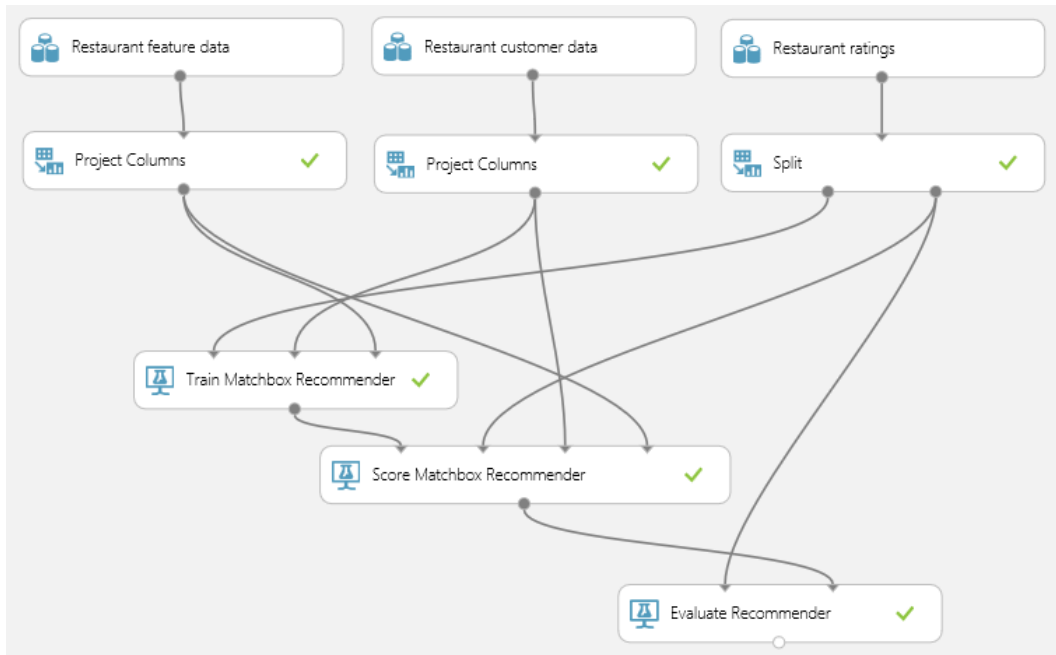 Restaurant feature data
Restaurant customer data
Restaurant ratings
Project Columns
Project Columns
Split
Train Matchbox Recommender
Score Matchbox Recommender
Evaluate Recommender